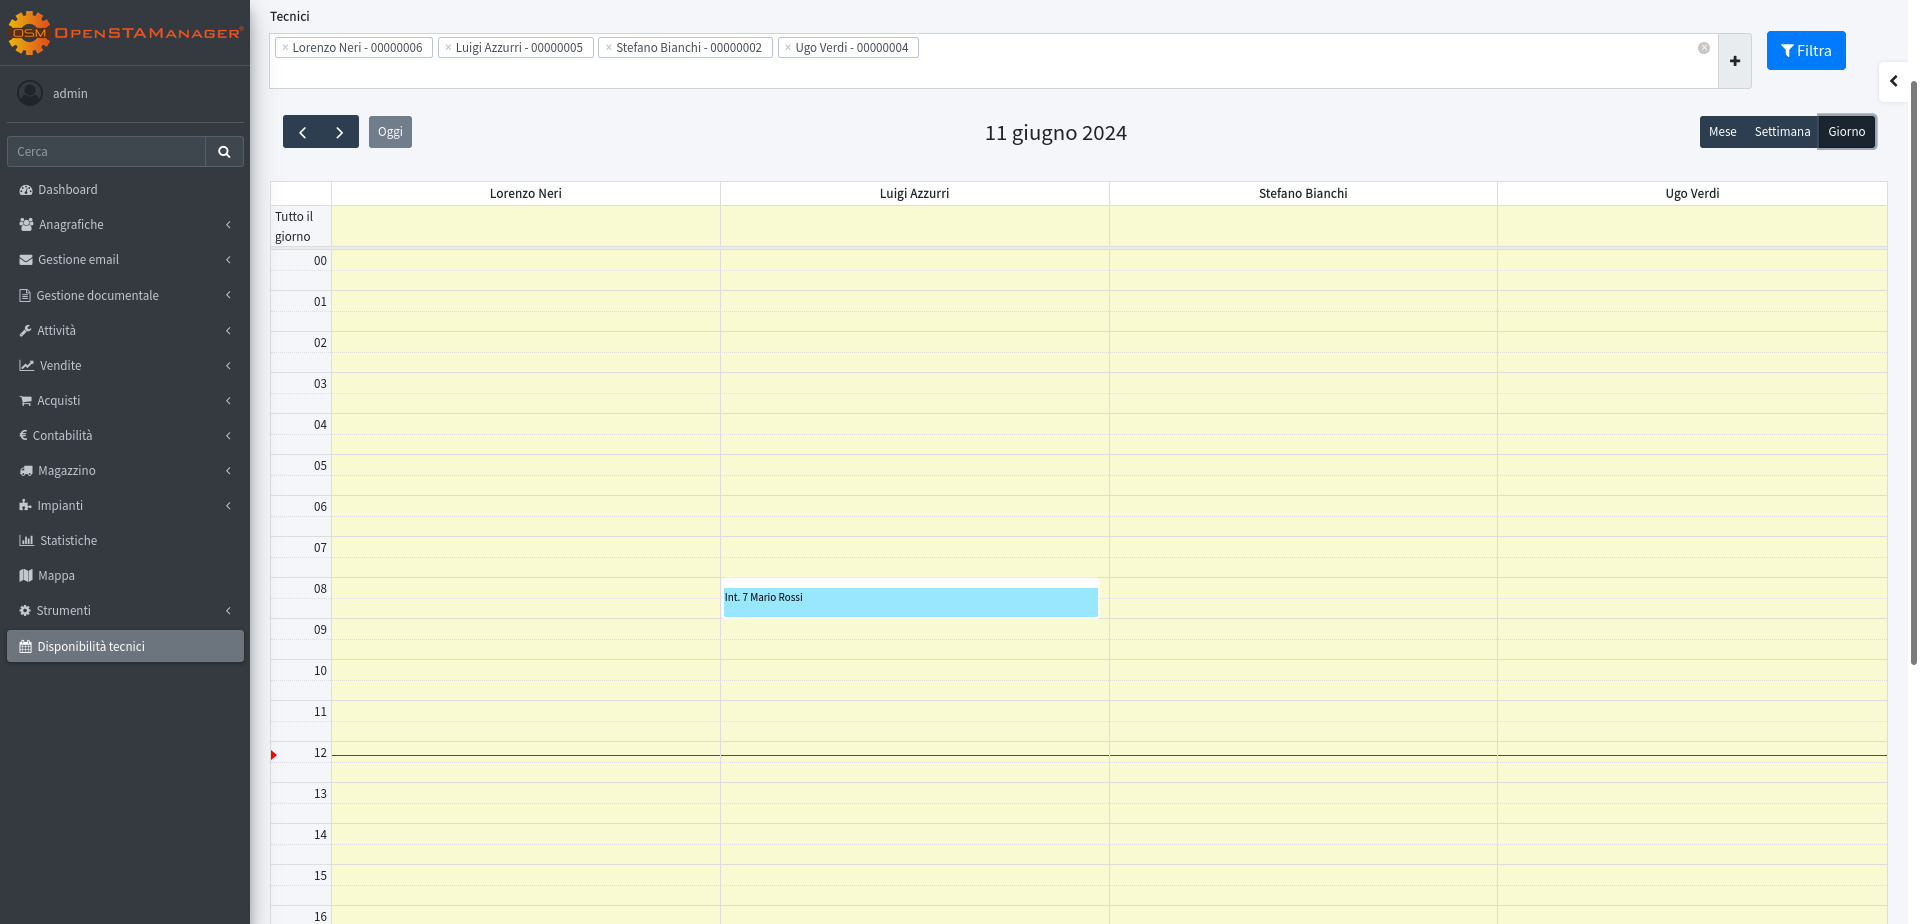 OSM OpenSTAManager®
admin
Cerca
Dashboard
Anagrafiche
Gestione email
Gestione documentale
Attività
Vendite
Acquisti
€ Contabilità
Magazzino
Impianti
Statistiche
Mappa
Strumenti
Disponibilità tecnici
Tecnici
× Lorenzo Neri - 00000006 × Luigi Azzurri - 00000005 × Stefano Bianchi - 00000002 × Ugo Verdi - 00000004
Filtra
Oggi
11 giugno 2024
Mese Settimana Giorno
Lorenzo Neri Luigi Azzurri Stefano Bianchi Ugo Verdi
Tutto il
giorno
00
01
02
03
04
05
06
07
08
Int. 7 Mario Rossi
09
10
11
12
13
14
15
16